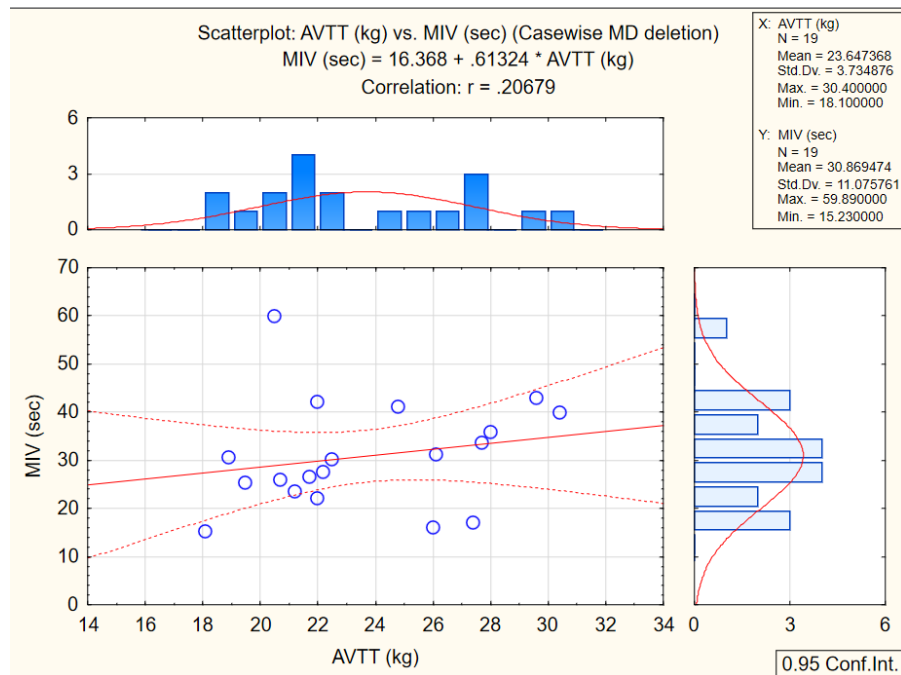 Scatterplot: AVTT (kg) vs. MIV (sec) (Casewise MD deletion)
MIV (sec) = 16.368 + .61324 * AVTT (kg)
Correlation: r = .20679
X: AVTT (kg)
N = 19
Mean = 23.647368
Std.Dv. = 3.734876
Max. = 30.400000
Min. = 18.100000
Y: MIV (sec)
N = 19
Mean = 30.869474
Std.Dv. = 11.075761
Max. = 59.890000
Min. = 15.230000
6
3
0
70
60
50
40
30
20
10
0
MIV (sec)
14 16 18 20 22 24 26 28 30 32 34
AVTT (kg)
0 3 6
0.95 Conf.Int.